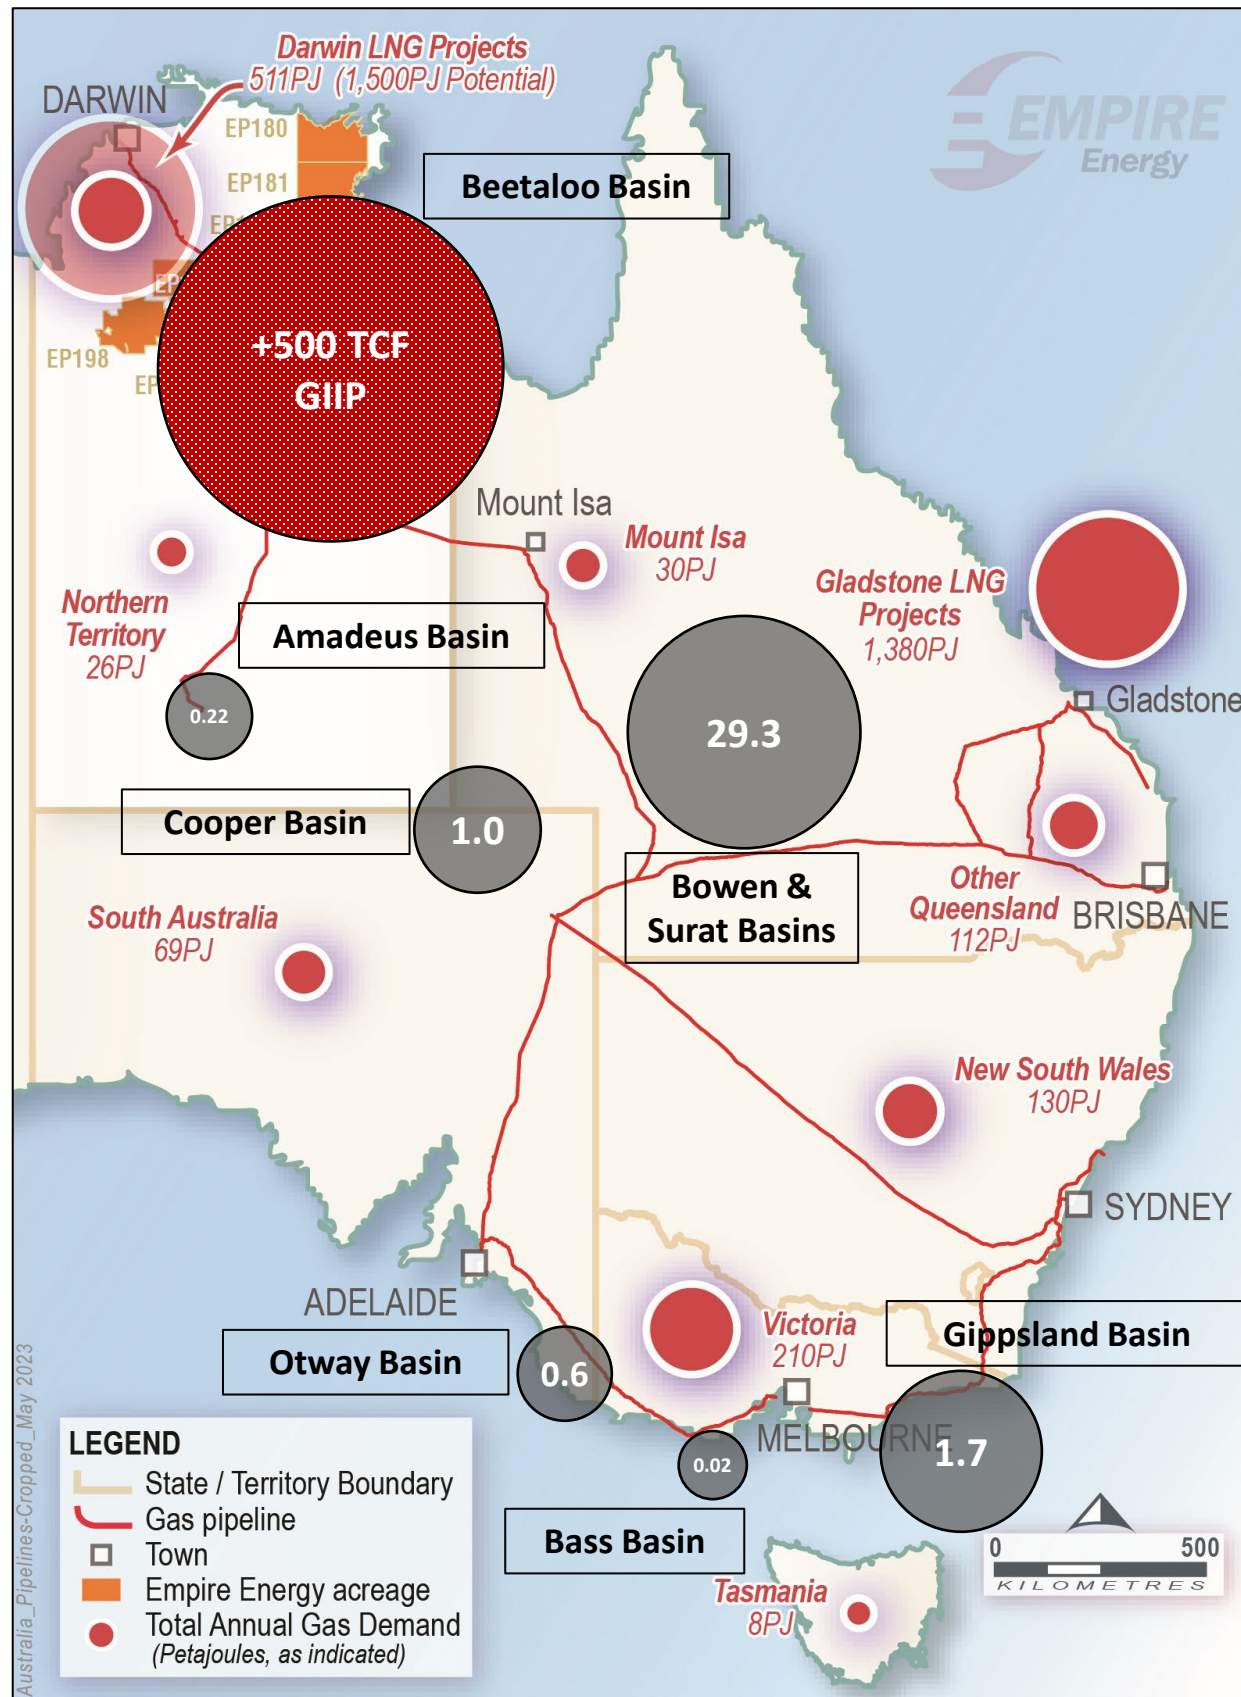 Darwin LNG Projects
511PJ (1,500PJ Potential)
DARWIN
EMPIRE
Energy
EP180
EP181
Beetaloo Basin
EP
EP198
EP
+500 TCF
GIIP
Mount Isa
Mount Isa
30PJ
Gladstone LNG
Projects
1,380PJ
Northern
Territory
26PJ
Amadeus Basin
0.22
29.3
Gladstone
Cooper Basin
1.0
Bowen &
Surat Basins
Other
Queensland
112PJ
BRISBANE
South Australia
69PJ
New South Wales
130PJ
SYDNEY
ADELAIDE
Victoria
210PJ
Gippsland Basin
Otway Basin
0.6
MELBOURNE
1.7
0.02
Bass Basin
Tasmania
8PJ
0 500
KILOMETRES
LEGEND
State / Territory Boundary
Gas pipeline
Town
Empire Energy acreage
Total Annual Gas Demand
(Petajoules, as indicated)
Australia_Pipelines-Cropped_May 2023